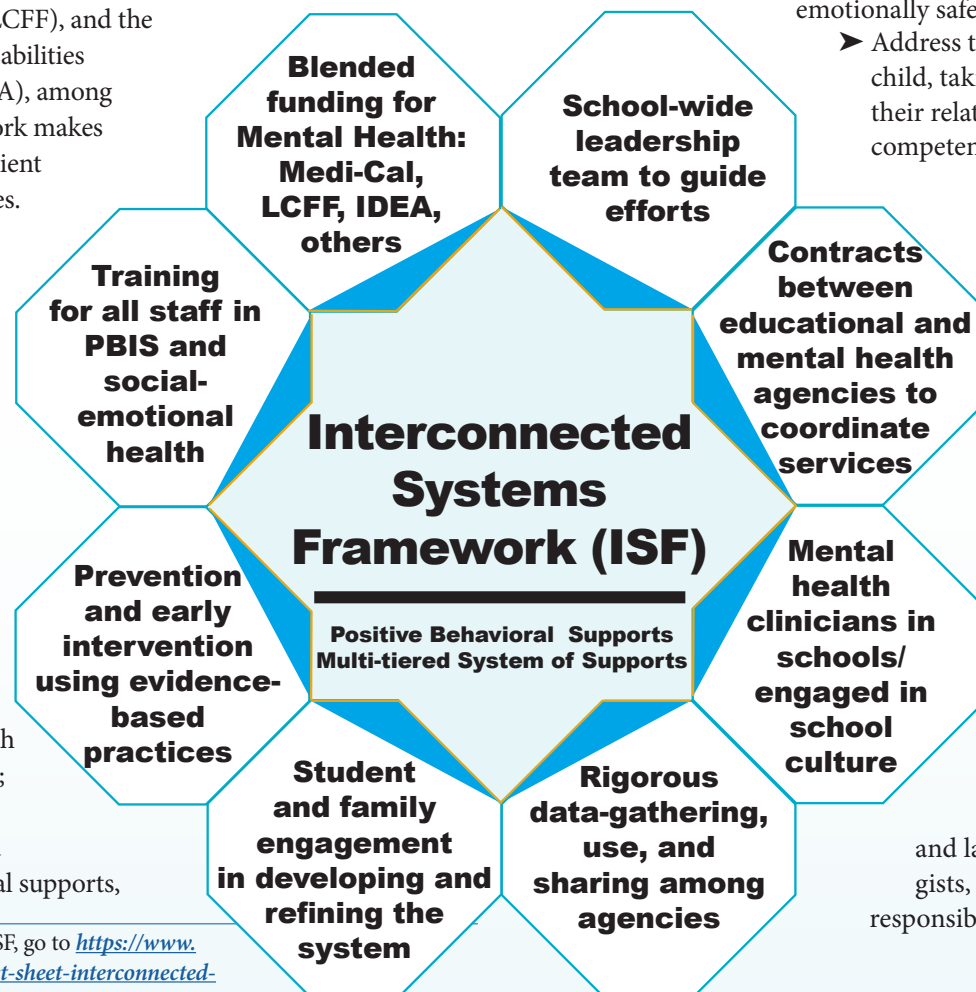 LCFF), and the
abilities
A), among
ork makes
ient
es.
emotionally safe
➤ Address t
child, taki
their relat
competen
Blended
funding for
Mental Health:
Medi-Cal,
LCFF, IDEA,
others
School-wide
leadership
team to guide
efforts
Training
for all staff in
PBIS and
social-
emotional
health
Contracts
between
educational and
mental health
agencies to
coordinate
services
Interconnected
Systems
Framework (ISF)
Positive Behavioral Supports
Multi-tiered System of Supports
Prevention
and early
intervention
using evidence-
based
practices
Mental
health
clinicians in
schools/
engaged in
school
culture
Student
and family
engagement
in developing and
refining the
system
Rigorous
data-gathering,
use, and
sharing among
agencies
th
;
al supports,
SF, go to https://www.
t-sheet-interconnected-
and la
gists,
responsib